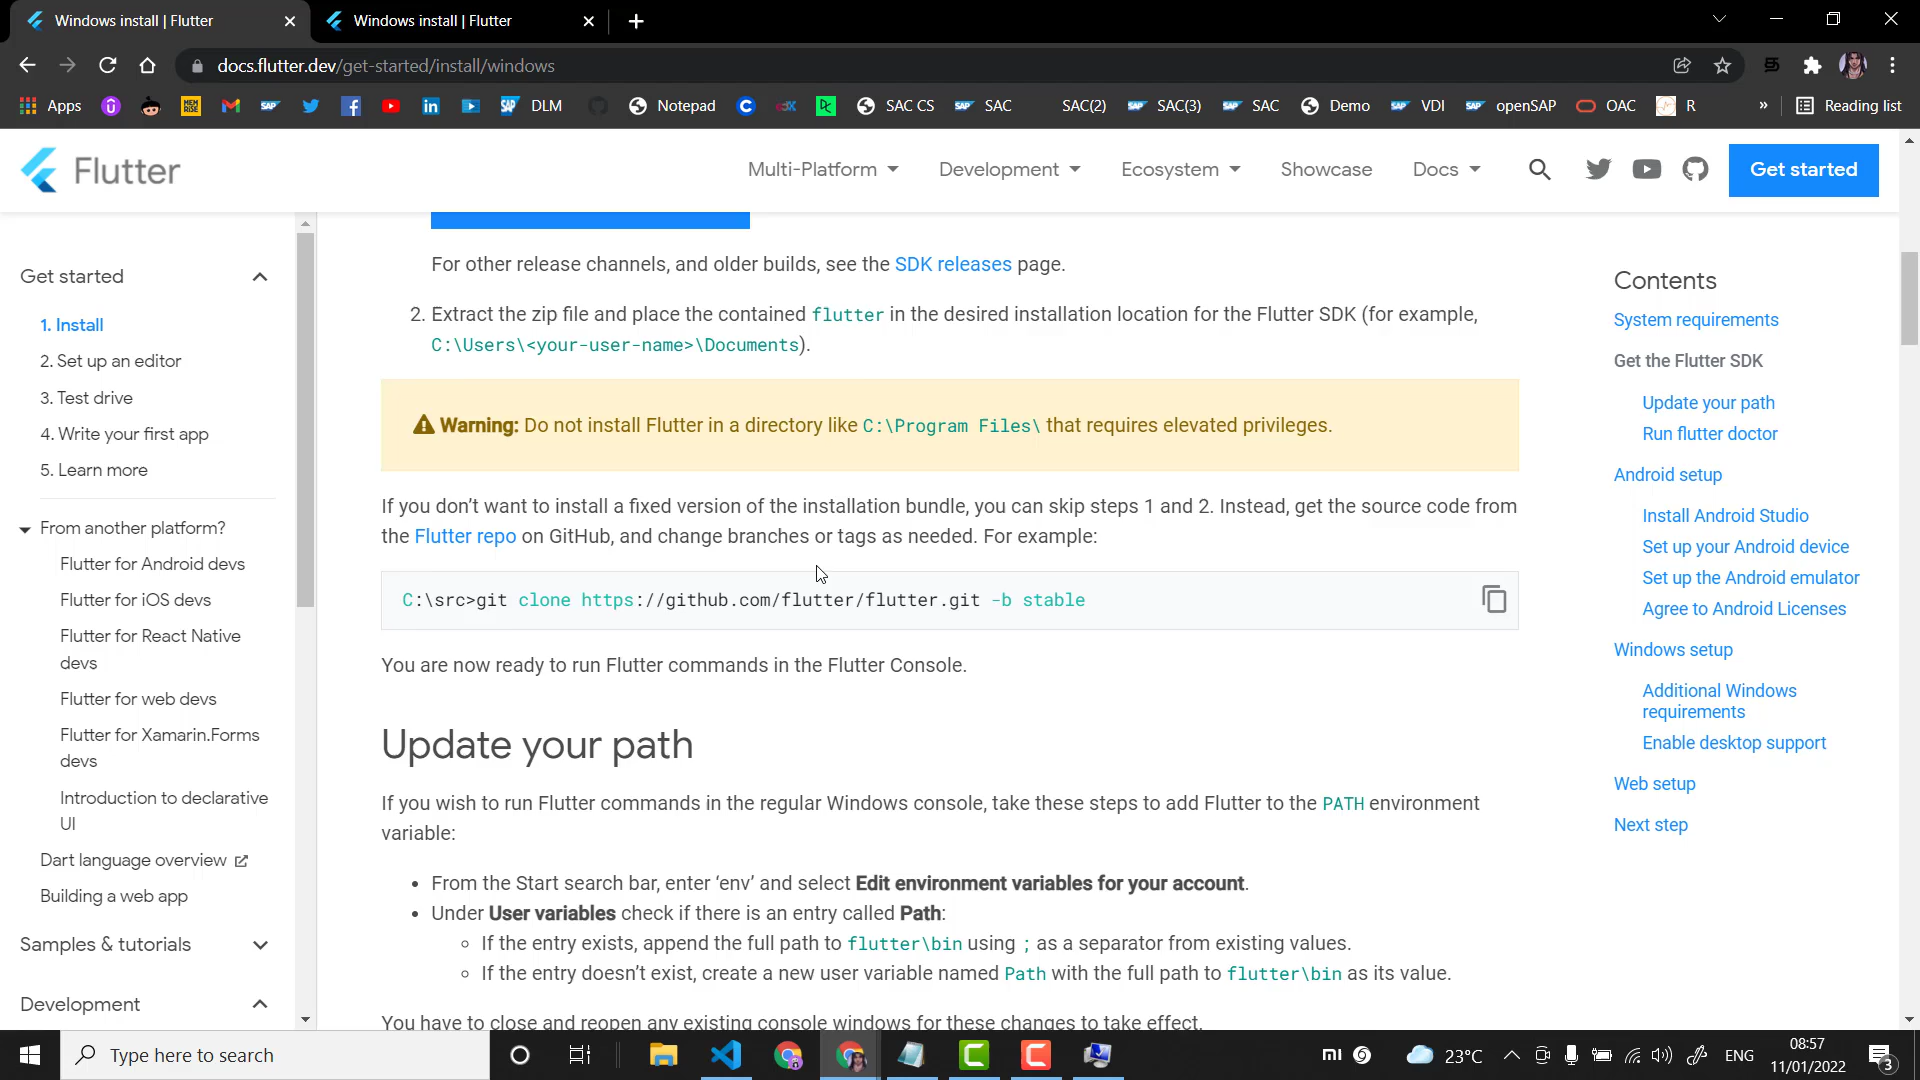 Windows install | Flutter
Windows install | Flutter
docs.flutter.dev/get-started/install/windows
Apps
SAP
SAP DLM
Notepad
SAC CS
SAP SAC
SAC(2)
SAP SAC(3)
SAP SAC
Demo
SAP VDI
SAP openSAP
OAC
R
»
Reading list
Flutter
Multi-Platform
Development
Ecosystem
Showcase
Docs
Get started
Get started
1. Install
2. Set up an editor
3. Test drive
4. Write your first app
5. Learn more
From another platform?
Flutter for Android devs
Flutter for iOS devs
Flutter for React Native
devs
Flutter for web devs
Flutter for Xamarin.Forms
devs
Introduction to declarative
UI
Dart language overview
Building a web app
Samples & tutorials
Development
For other release channels, and older builds, see the SDK releases page.
2. Extract the zip file and place the contained flutter in the desired installation location for the Flutter SDK (for example,
C:\Users\<your-user-name>\Documents).
Warning: Do not install Flutter in a directory like C:\Program Files\ that requires elevated privileges.
If you don’t want to install a fixed version of the installation bundle, you can skip steps 1 and 2. Instead, get the source code from
the Flutter repo on GitHub, and change branches or tags as needed. For example:
C:\src>git clone https://github.com/flutter/flutter.git -b stable
You are now ready to run Flutter commands in the Flutter Console.
Update your path
If you wish to run Flutter commands in the regular Windows console, take these steps to add Flutter to the PATH environment
variable:
• From the Start search bar, enter ‘env’ and select Edit environment variables for your account.
• Under User variables check if there is an entry called Path:
◦ If the entry exists, append the full path to flutter\bin using ; as a separator from existing values.
◦ If the entry doesn’t exist, create a new user variable named Path with the full path to flutter\bin as its value.
You have to close and reopen any existing console windows for these changes to take effect.
Contents
System requirements
Get the Flutter SDK
Update your path
Run flutter doctor
Android setup
Install Android Studio
Set up your Android device
Set up the Android emulator
Agree to Android Licenses
Windows setup
Additional Windows
requirements
Enable desktop support
Web setup
Next step
Type here to search
23°C
ENG
08:57
11/01/2022
3